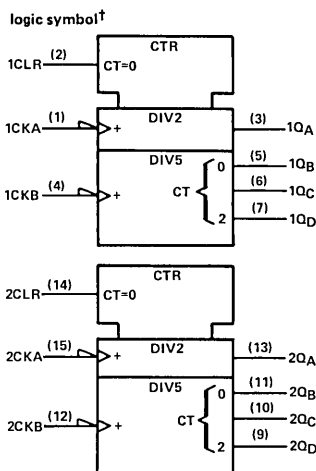 logic symbol†
CTR
1CLR (2) CT=0
DIV2
1CKA (1) + (3) 1QA
DIV5
0 (5) 1QB
1CKB (4) + CT (6) 1QC
2 (7) 1QD
CTR
2CLR (14) CT=0
DIV2
2CKA (15) + (13) 2QA
DIV5
0 (11) 2QB
2CKB (12) + CT (10) 2QC
2 (9) 2QD